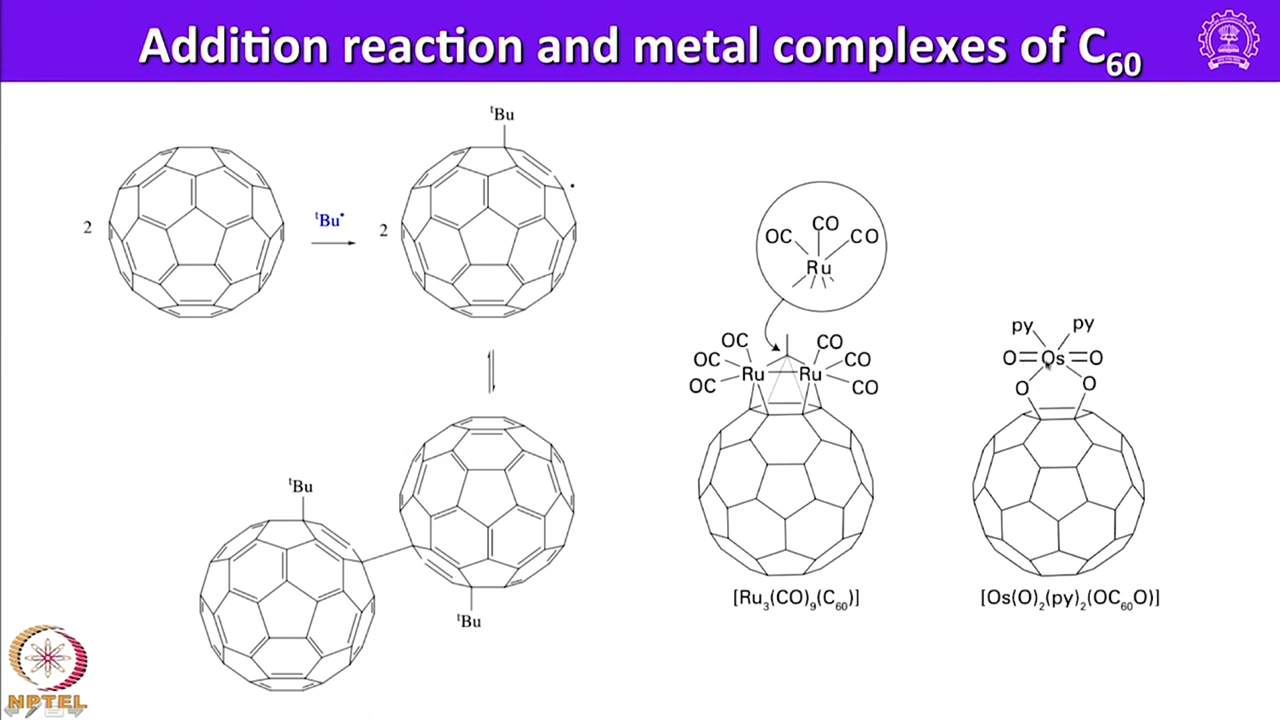 Addition reaction and metal complexes of C₆₀
ᵗBu
2
ᵗBu•
2
•
ᵗBu
ᵗBu
CO
OC CO
Ru
OC CO
OC CO
Ru Ru
OC CO
[Ru₃(CO)₉(C₆₀)]
py py
O=Os=O
O O
[Os(O)₂(py)₂(OC₆₀O)]
NPTEL